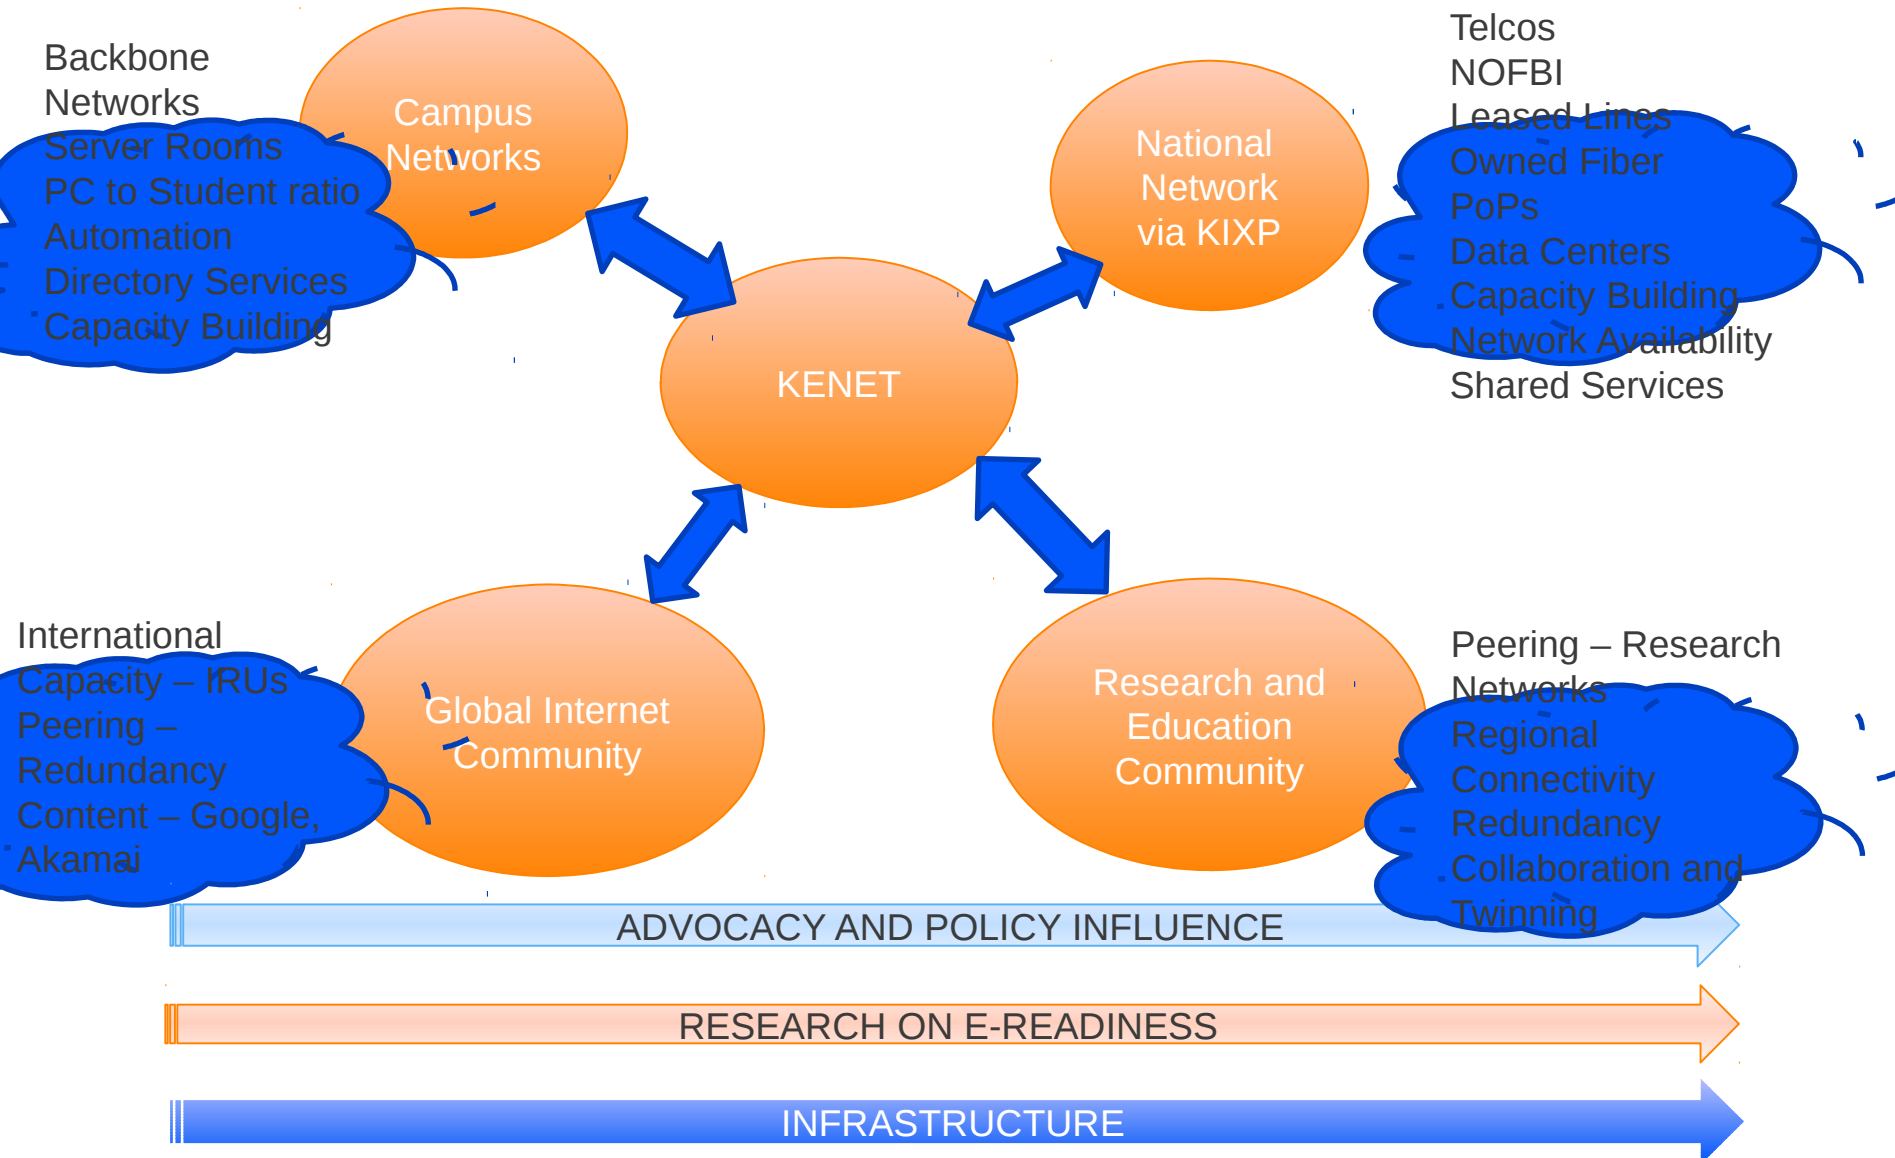 Backbone
Networks
Server Rooms
PC to Student ratio
Automation
Directory Services
Capacity Building
Campus
Networks
National
Network
via KIXP
Telcos
NOFBI
Leased Lines
Owned Fiber
PoPs
Data Centers
Capacity Building
Network Availability
Shared Services
KENET
International
Capacity – IRUs
Peering –
Redundancy
Content – Google,
Akamai
Global Internet
Community
Research and
Education
Community
Peering – Research
Networks
Regional
Connectivity
Redundancy
Collaboration and
Twinning
ADVOCACY AND POLICY INFLUENCE
RESEARCH ON E-READINESS
INFRASTRUCTURE